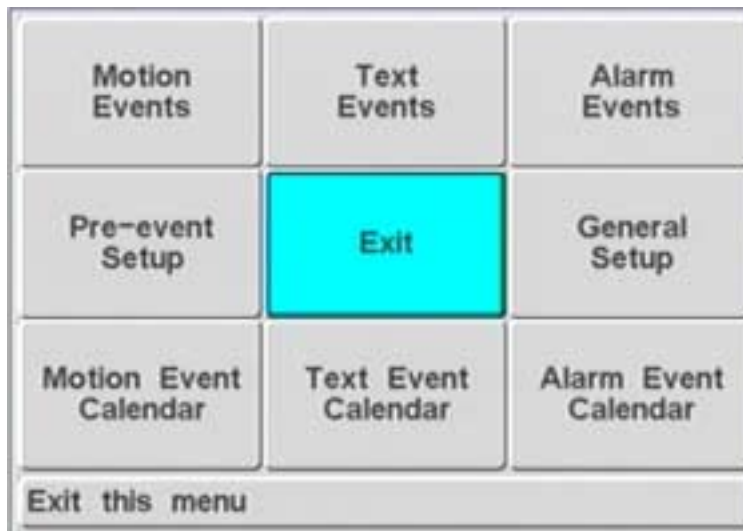 Motion
Events
Text
Events
Alarm
Events
Pre-event
Setup
Exit
General
Setup
Motion Event
Calendar
Text Event
Calendar
Alarm Event
Calendar
Exit this menu